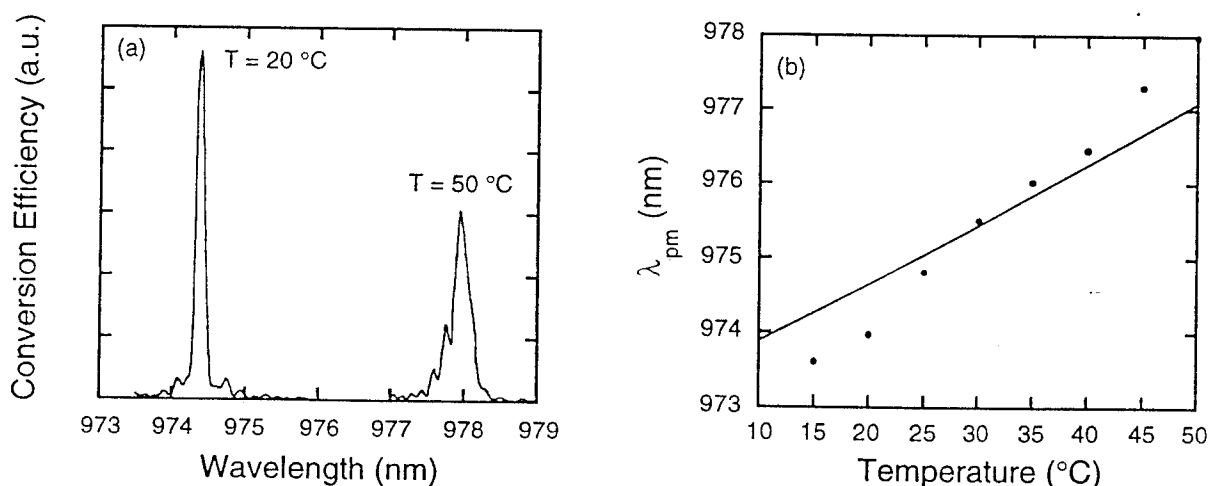 Conversion Efficiency (a.u.)
(a)
T = 20 °C
T = 50 °C
973 974 975 976 977 978 979
Wavelength (nm)
λpm (nm)
978
977
976
975
974
973
(b)
10 15 20 25 30 35 40 45 50
Temperature (°C)